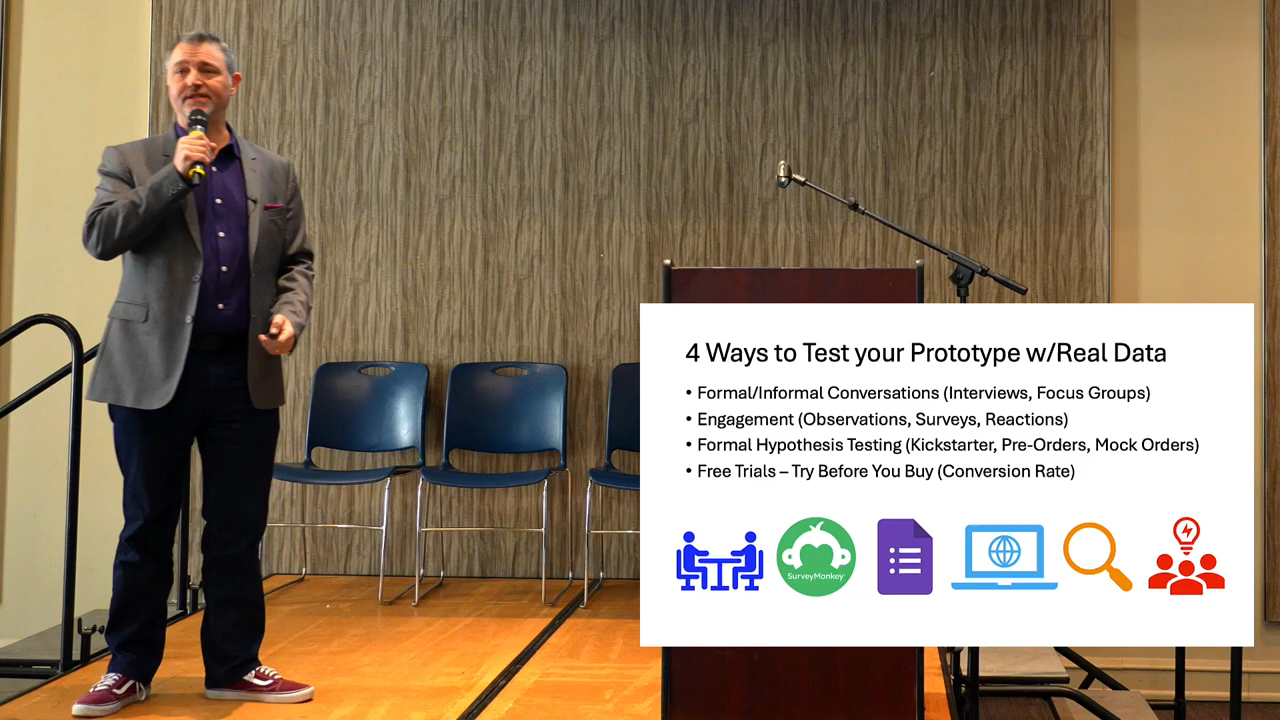 4 Ways to Test your Prototype w/Real Data
• Formal/Informal Conversations (Interviews, Focus Groups)
• Engagement (Observations, Surveys, Reactions)
• Formal Hypothesis Testing (Kickstarter, Pre-Orders, Mock Orders)
• Free Trials – Try Before You Buy (Conversion Rate)
SurveyMonkey